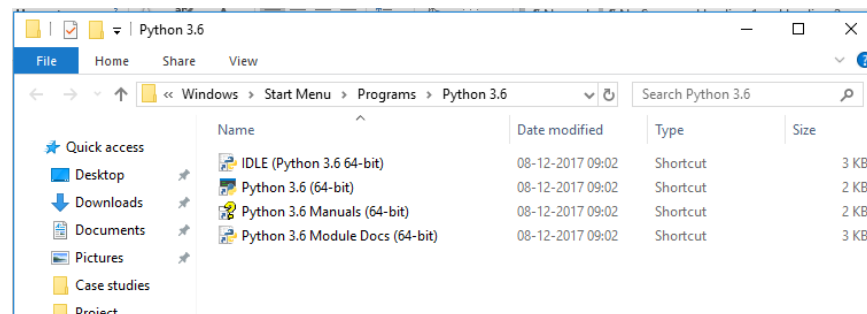 Python 3.6
File Home Share View
« Windows > Start Menu > Programs > Python 3.6 Search Python 3.6
Name Date modified Type Size
Quick access
IDLE (Python 3.6 64-bit) 08-12-2017 09:02 Shortcut 3 KB
Desktop
Python 3.6 (64-bit) 08-12-2017 09:02 Shortcut 2 KB
Downloads
Python 3.6 Manuals (64-bit) 08-12-2017 09:02 Shortcut 2 KB
Documents
Python 3.6 Module Docs (64-bit) 08-12-2017 09:02 Shortcut 3 KB
Pictures
Case studies
Project